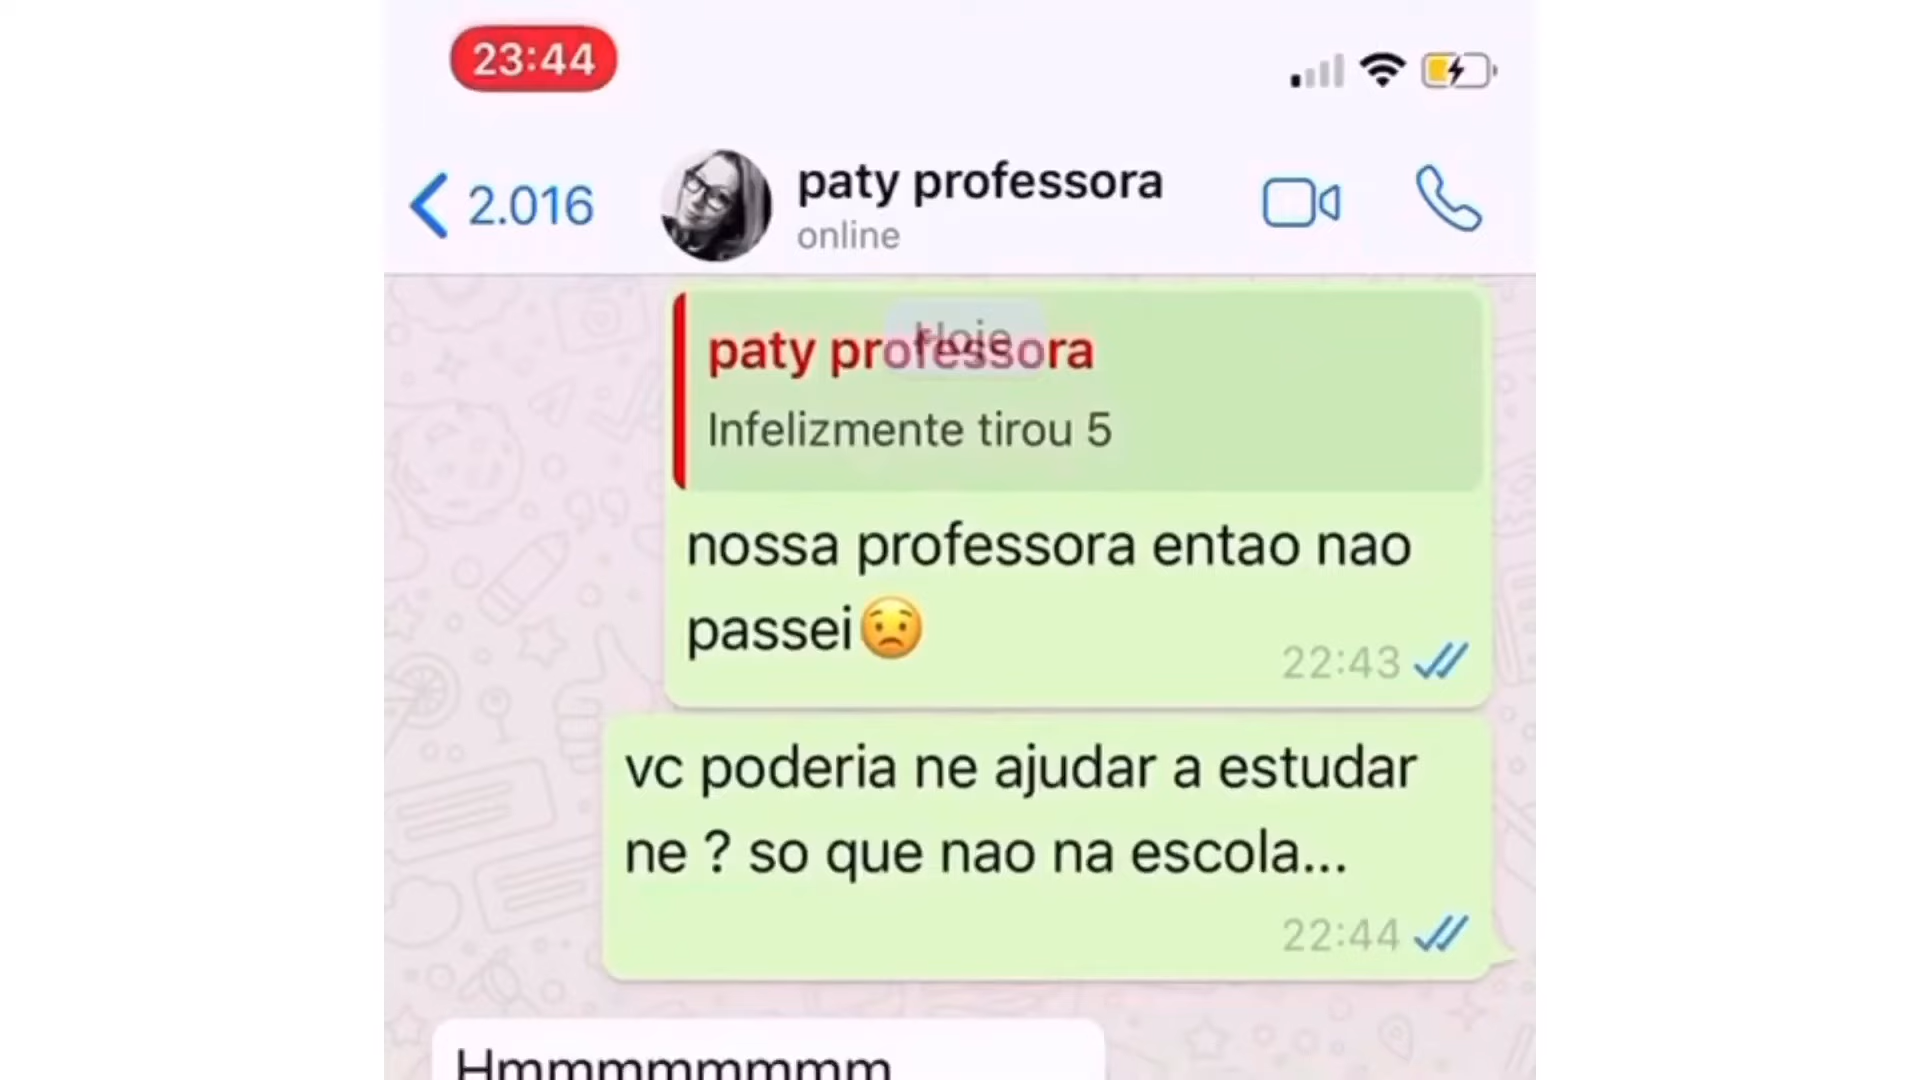 23:44
2.016
paty professora
online
Hoje
paty professora
Infelizmente tirou 5
nossa professora entao nao
passei😟
22:43
vc poderia ne ajudar a estudar
ne ? so que nao na escola...
22:44
Hmmmmmmmm